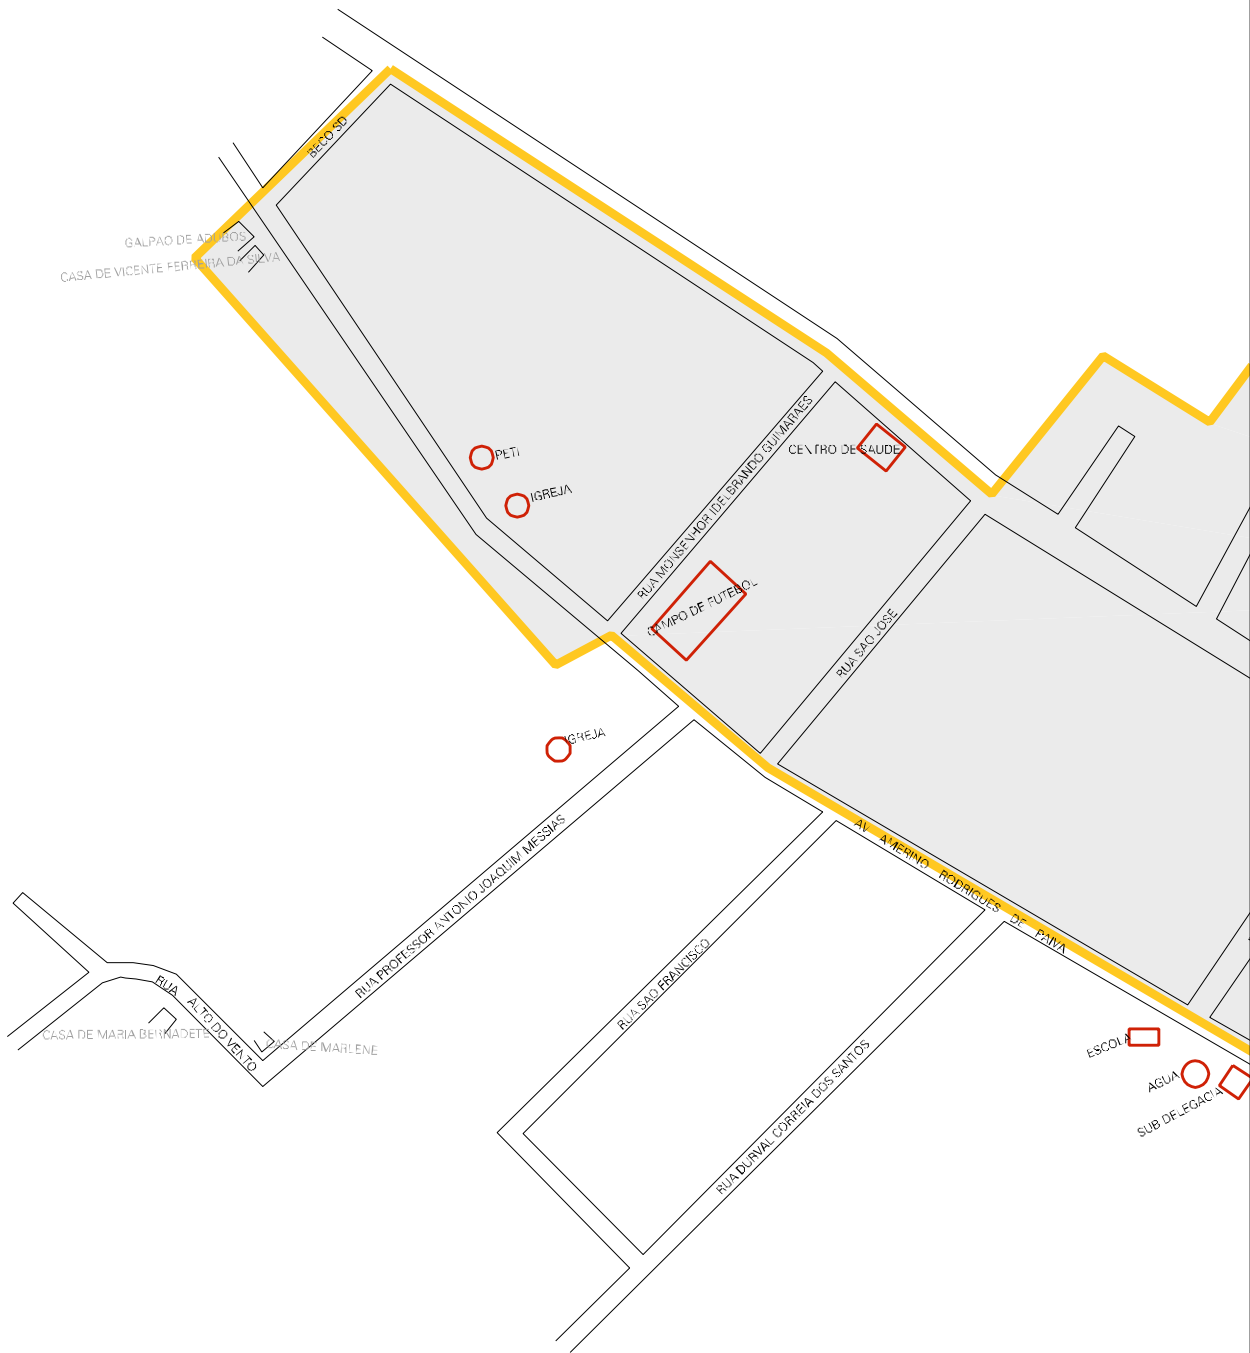 BECO SD
GALPAO DE ADUBOS
CASA DE VICENTE FERREIRA DA SILVA
RUA MONSENHOR IDELBRANDO GUIMARAES
CENTRO DE SAUDE
PETI
IGREJA
CAMPO DE FUTEBOL
RUA SAO JOSE
IGREJA
RUA PROFESSOR ANTONIO JOAQUIM MESSIAS
AV AMERINO RODRIGUES DE PAIVA
RUA SAO FRANCISCO
RUA ALTO DO VENTO
CASA DE MARIA BERNADETE
CASA DE MARLENE
ESCOLA
AGUA
SUB DELEGACIA
RUA DURVAL CORREIA DOS SANTOS